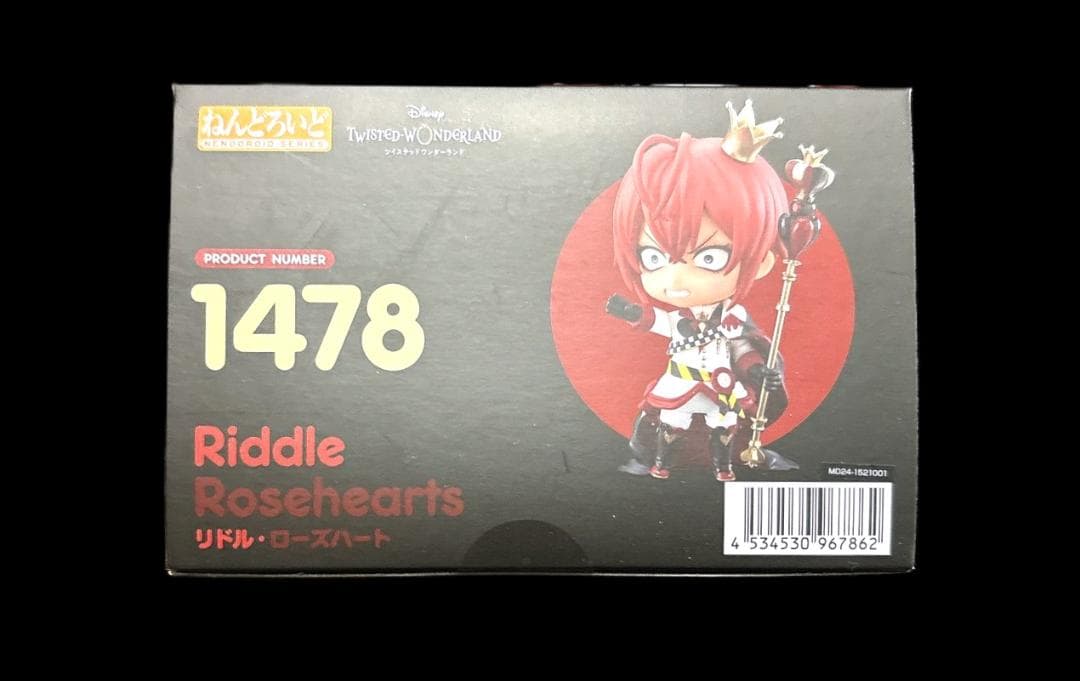 ねんどろいど
NENDOROID SERIES
Disney
TWISTED-WONDERLAND
ツイステッドワンダーランド
PRODUCT NUMBER
1478
Riddle
Rosehearts
リドル・ローズハート
MD24-1521001
4 534530 967862